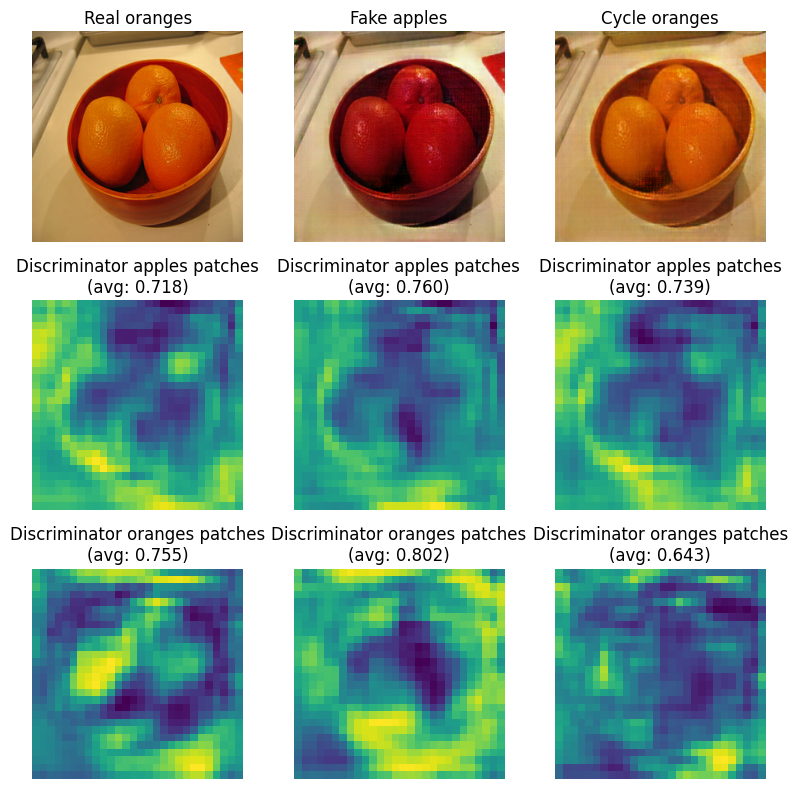 Real oranges
Fake apples
Cycle oranges
Discriminator apples patches
(avg: 0.718)
Discriminator apples patches
(avg: 0.760)
Discriminator apples patches
(avg: 0.739)
Discriminator oranges patches
(avg: 0.755)
Discriminator oranges patches
(avg: 0.802)
Discriminator oranges patches
(avg: 0.643)